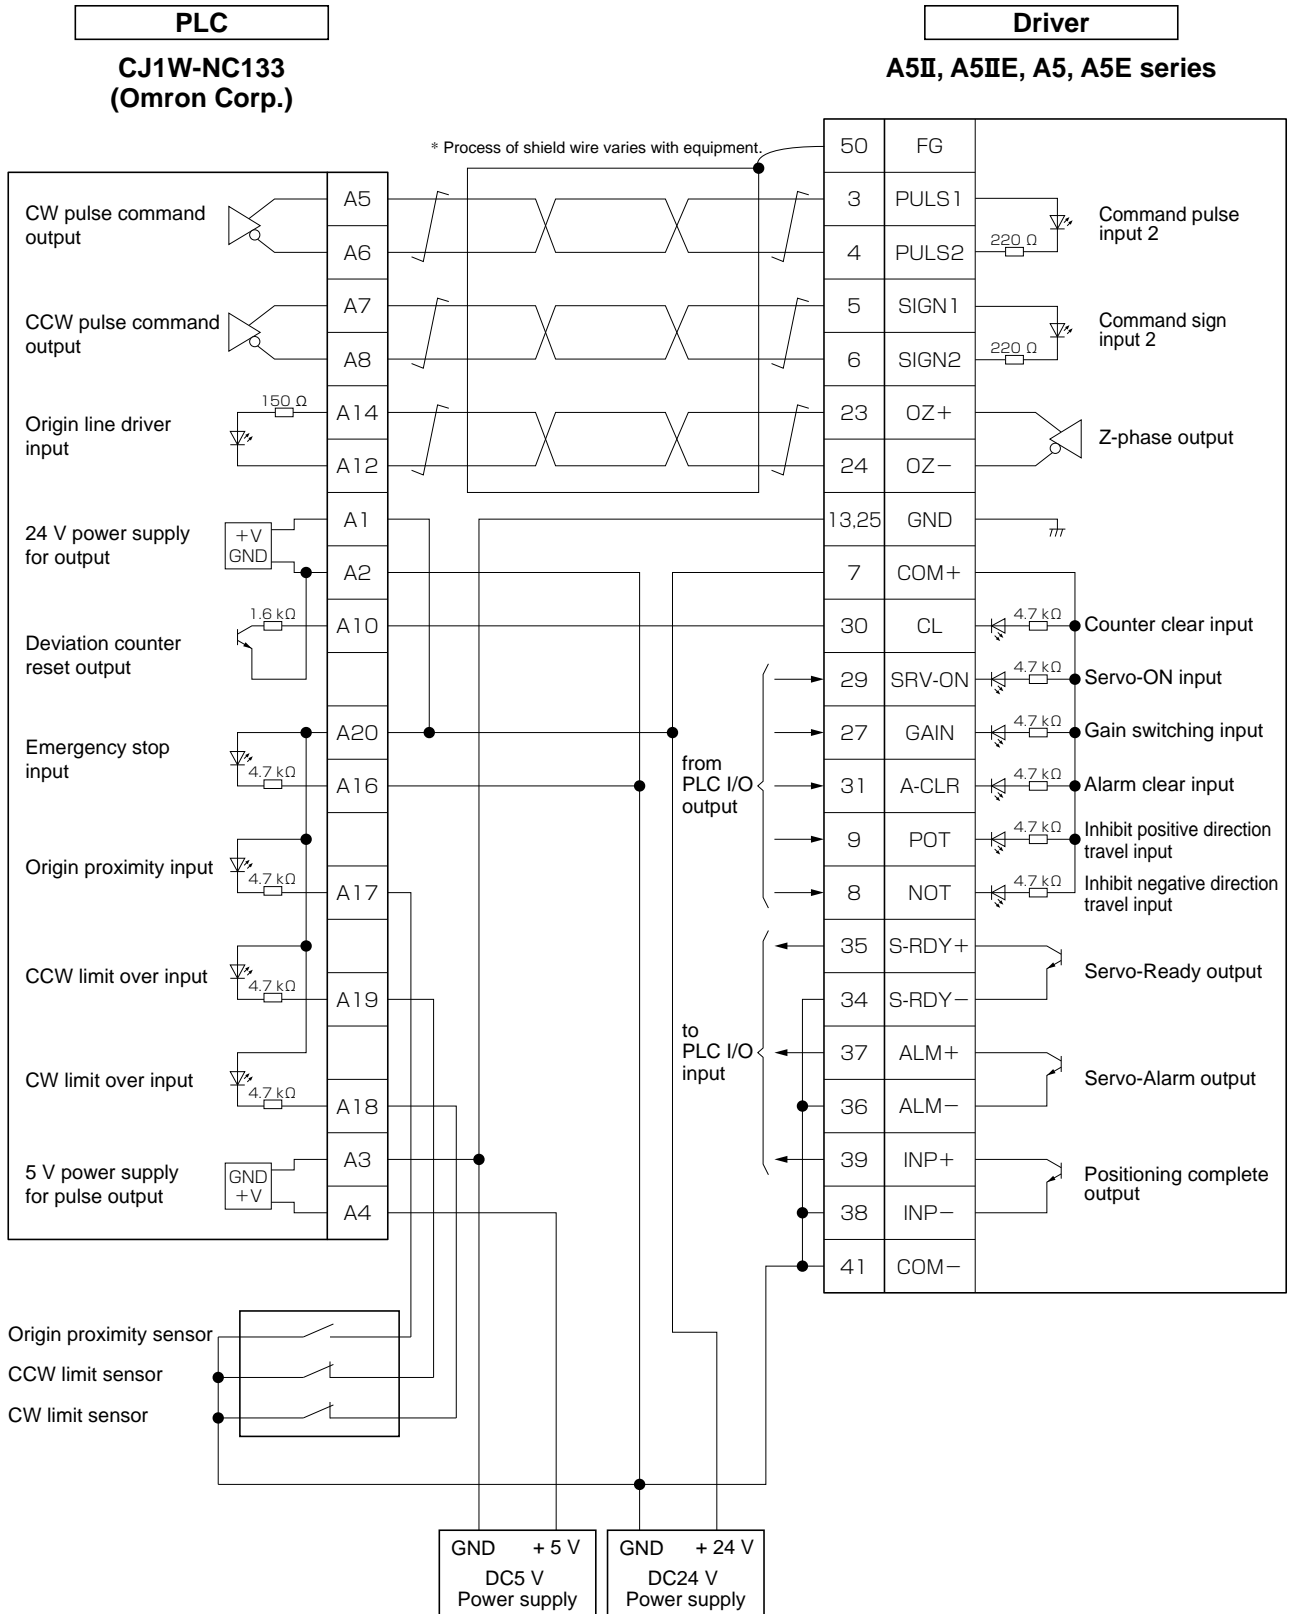 PLC
Driver
CJ1W-NC133
(Omron Corp.)
A5II, A5IIE, A5, A5E series
* Process of shield wire varies with equipment.
50 FG
CW pulse command
output
A5
A6
3 PULS1
4 PULS2
220 Ω
Command pulse
input 2
CCW pulse command
output
A7
A8
5 SIGN1
6 SIGN2
220 Ω
Command sign
input 2
Origin line driver
input
150 Ω
A14
A12
23 OZ+
24 OZ−
Z-phase output
24 V power supply
for output
+V
GND
A1
A2
13,25 GND
7 COM+
Deviation counter
reset output
1.6 kΩ
A10
30 CL
4.7 kΩ
Counter clear input
29 SRV-ON
4.7 kΩ
Servo-ON input
Emergency stop
input
4.7 kΩ
A20
A16
from
PLC I/O
output
27 GAIN
4.7 kΩ
Gain switching input
31 A-CLR
4.7 kΩ
Alarm clear input
9 POT
4.7 kΩ
Inhibit positive direction
travel input
Origin proximity input
4.7 kΩ
A17
8 NOT
4.7 kΩ
Inhibit negative direction
travel input
CCW limit over input
4.7 kΩ
A19
35 S-RDY+
34 S-RDY−
Servo-Ready output
to
PLC I/O
input
CW limit over input
4.7 kΩ
A18
37 ALM+
36 ALM−
Servo-Alarm output
5 V power supply
for pulse output
GND
+V
A3
A4
39 INP+
38 INP−
Positioning complete
output
41 COM−
Origin proximity sensor
CCW limit sensor
CW limit sensor
GND + 5 V
DC5 V
Power supply
GND + 24 V
DC24 V
Power supply